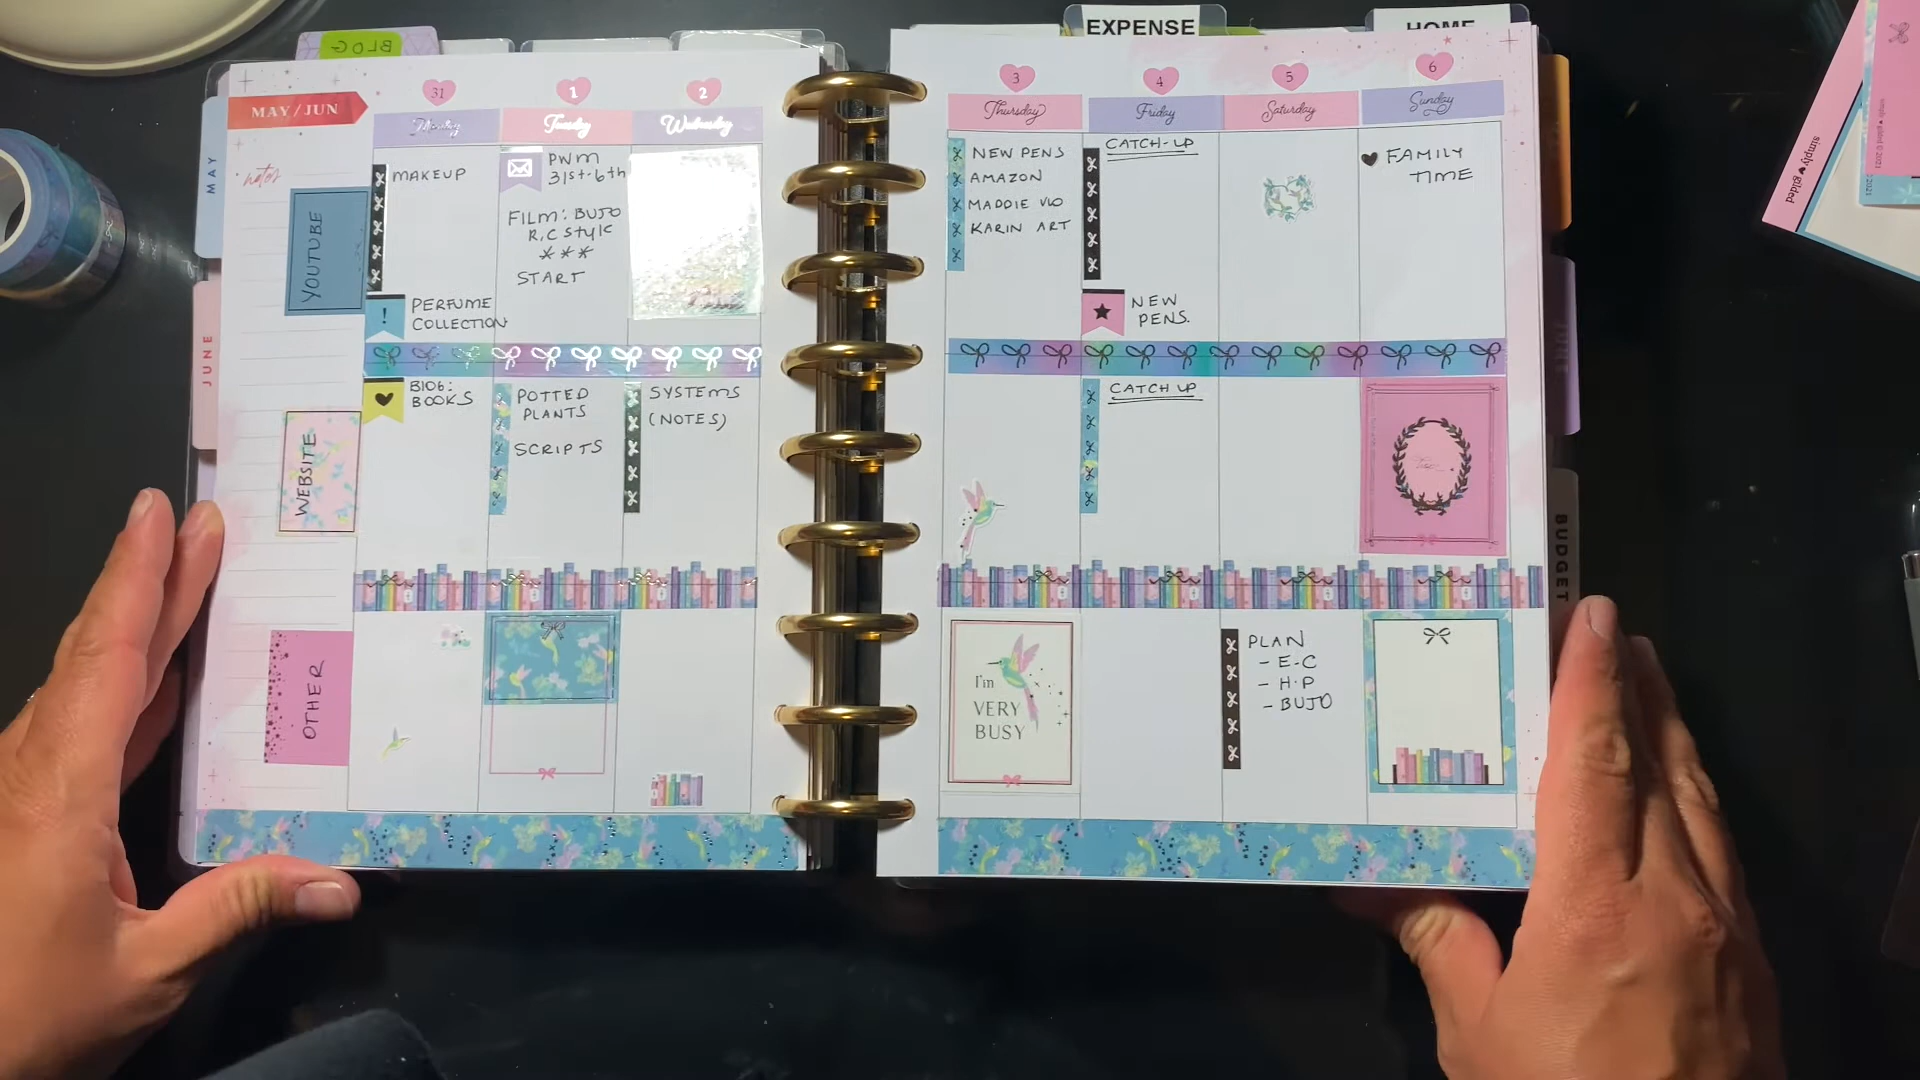 BLOG
EXPENSE
HOME
MAY/JUN
31
1
2
3
4
5
6
Monday
Tuesday
Wednesday
Thursday
Friday
Saturday
Sunday
notes
MAY
JUNE
BUDGET
YOUTUBE
MAKEUP
PERFUME
COLLECTION
PWM
31st-6th
FILM: BUJO
R.C STYLE
***
START
NEW PENS
AMAZON
MADDIE VLO
KARIN ART
CATCH-UP
NEW
PENS.
FAMILY
TIME
WEBSITE
B106:
BOOKS
POTTED
PLANTS
SCRIPTS
SYSTEMS
(NOTES)
CATCH UP
OTHER
I'm
VERY
BUSY
PLAN
- E.C
- H.P
- BUJO
simply gilded
2021